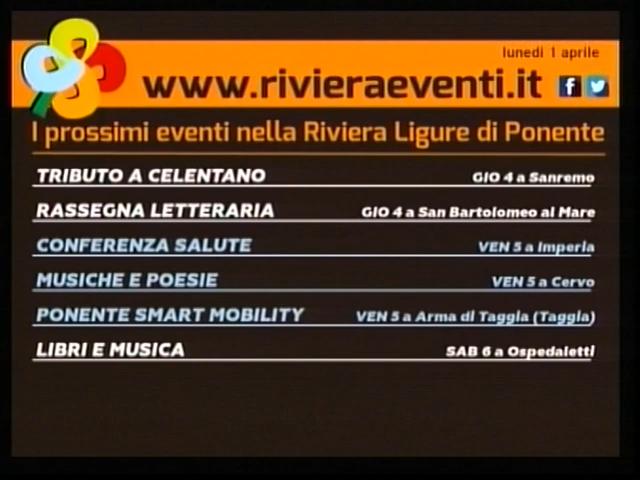 lunedì 1 aprile
www.rivieraeventi.it
I prossimi eventi nella Riviera Ligure di Ponente
TRIBUTO A CELENTANO GIO 4 a Sanremo
RASSEGNA LETTERARIA GIO 4 a San Bartolomeo al Mare
CONFERENZA SALUTE VEN 5 a Imperia
MUSICHE E POESIE VEN 5 a Cervo
PONENTE SMART MOBILITY VEN 5 a Arma di Taggia (Taggia)
LIBRI E MUSICA SAB 6 a Ospedaletti